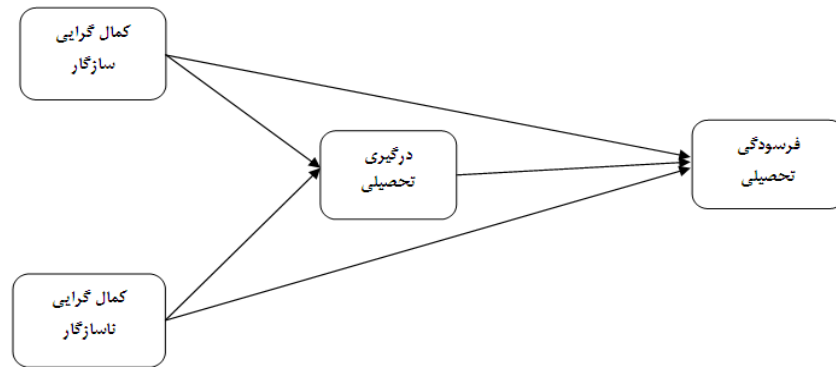 کمال گرایی
سازگار
درگیری
تحصیلی
فرسودگی
تحصیلی
کمال گرایی
ناسازگار